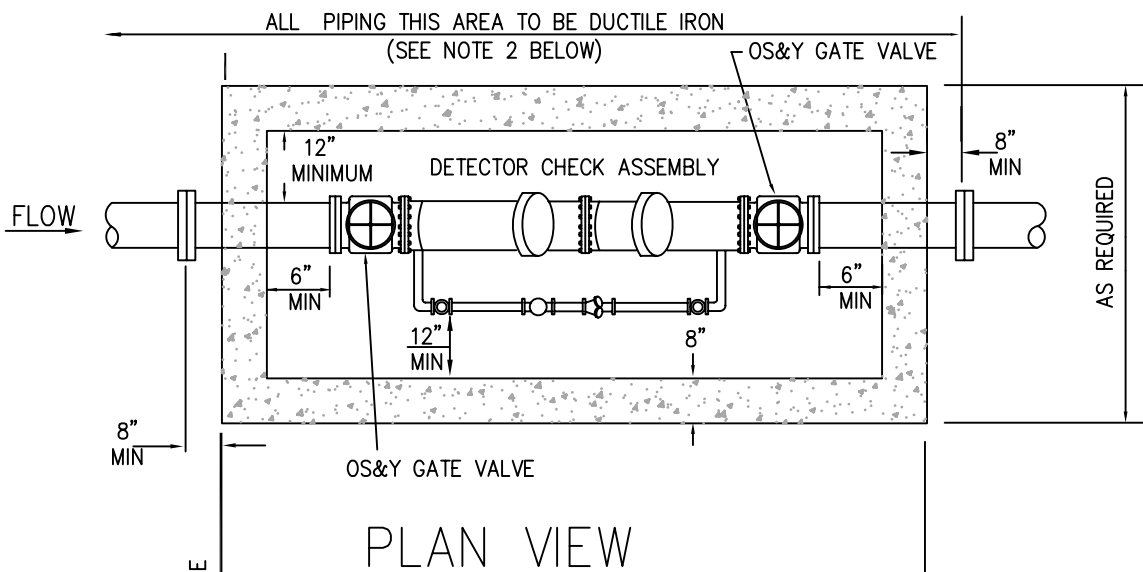 ALL PIPING THIS AREA TO BE DUCTILE IRON
(SEE NOTE 2 BELOW)
OS&Y GATE VALVE
12”
MINIMUM
DETECTOR CHECK ASSEMBLY
8”
MIN
FLOW
AS REQUIRED
6”
MIN
6”
MIN
12”
MIN
8”
8”
MIN
OS&Y GATE VALVE
PLAN VIEW
E